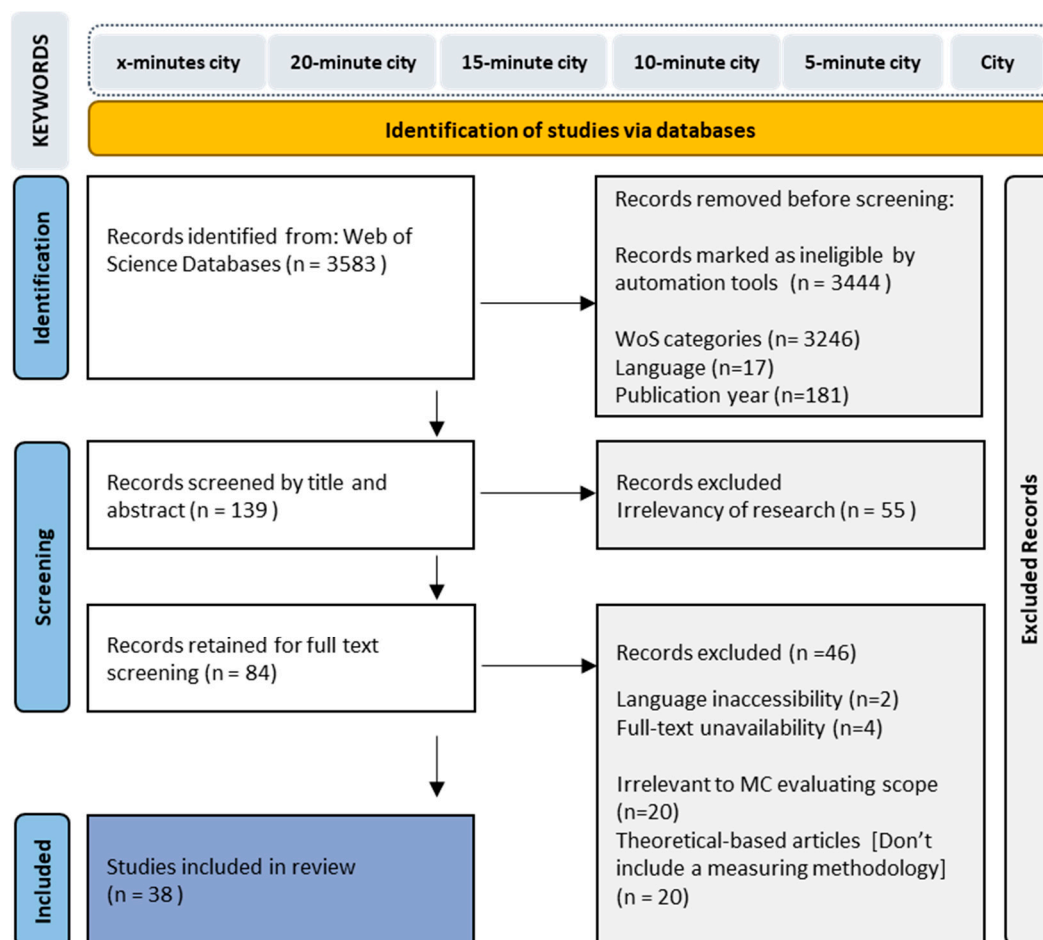 KEYWORDS
x-minutes city
20-minute city
15-minute city
10-minute city
5-minute city
City
Identification of studies via databases
Identification
Records identified from: Web of
Science Databases (n = 3583 )
Records removed before screening:
Records marked as ineligible by
automation tools (n = 3444 )
WoS categories (n= 3246)
Language (n=17)
Publication year (n=181)
Excluded Records
Screening
Records screened by title and
abstract (n = 139 )
Records excluded
Irrelevancy of research (n = 55 )
Records retained for full text
screening (n = 84)
Records excluded (n =46)
Language inaccessibility (n=2)
Full-text unavailability (n=4)
Irrelevant to MC evaluating scope
(n=20)
Theoretical-based articles [Don't
include a measuring methodology]
(n = 20)
Included
Studies included in review
(n = 38 )